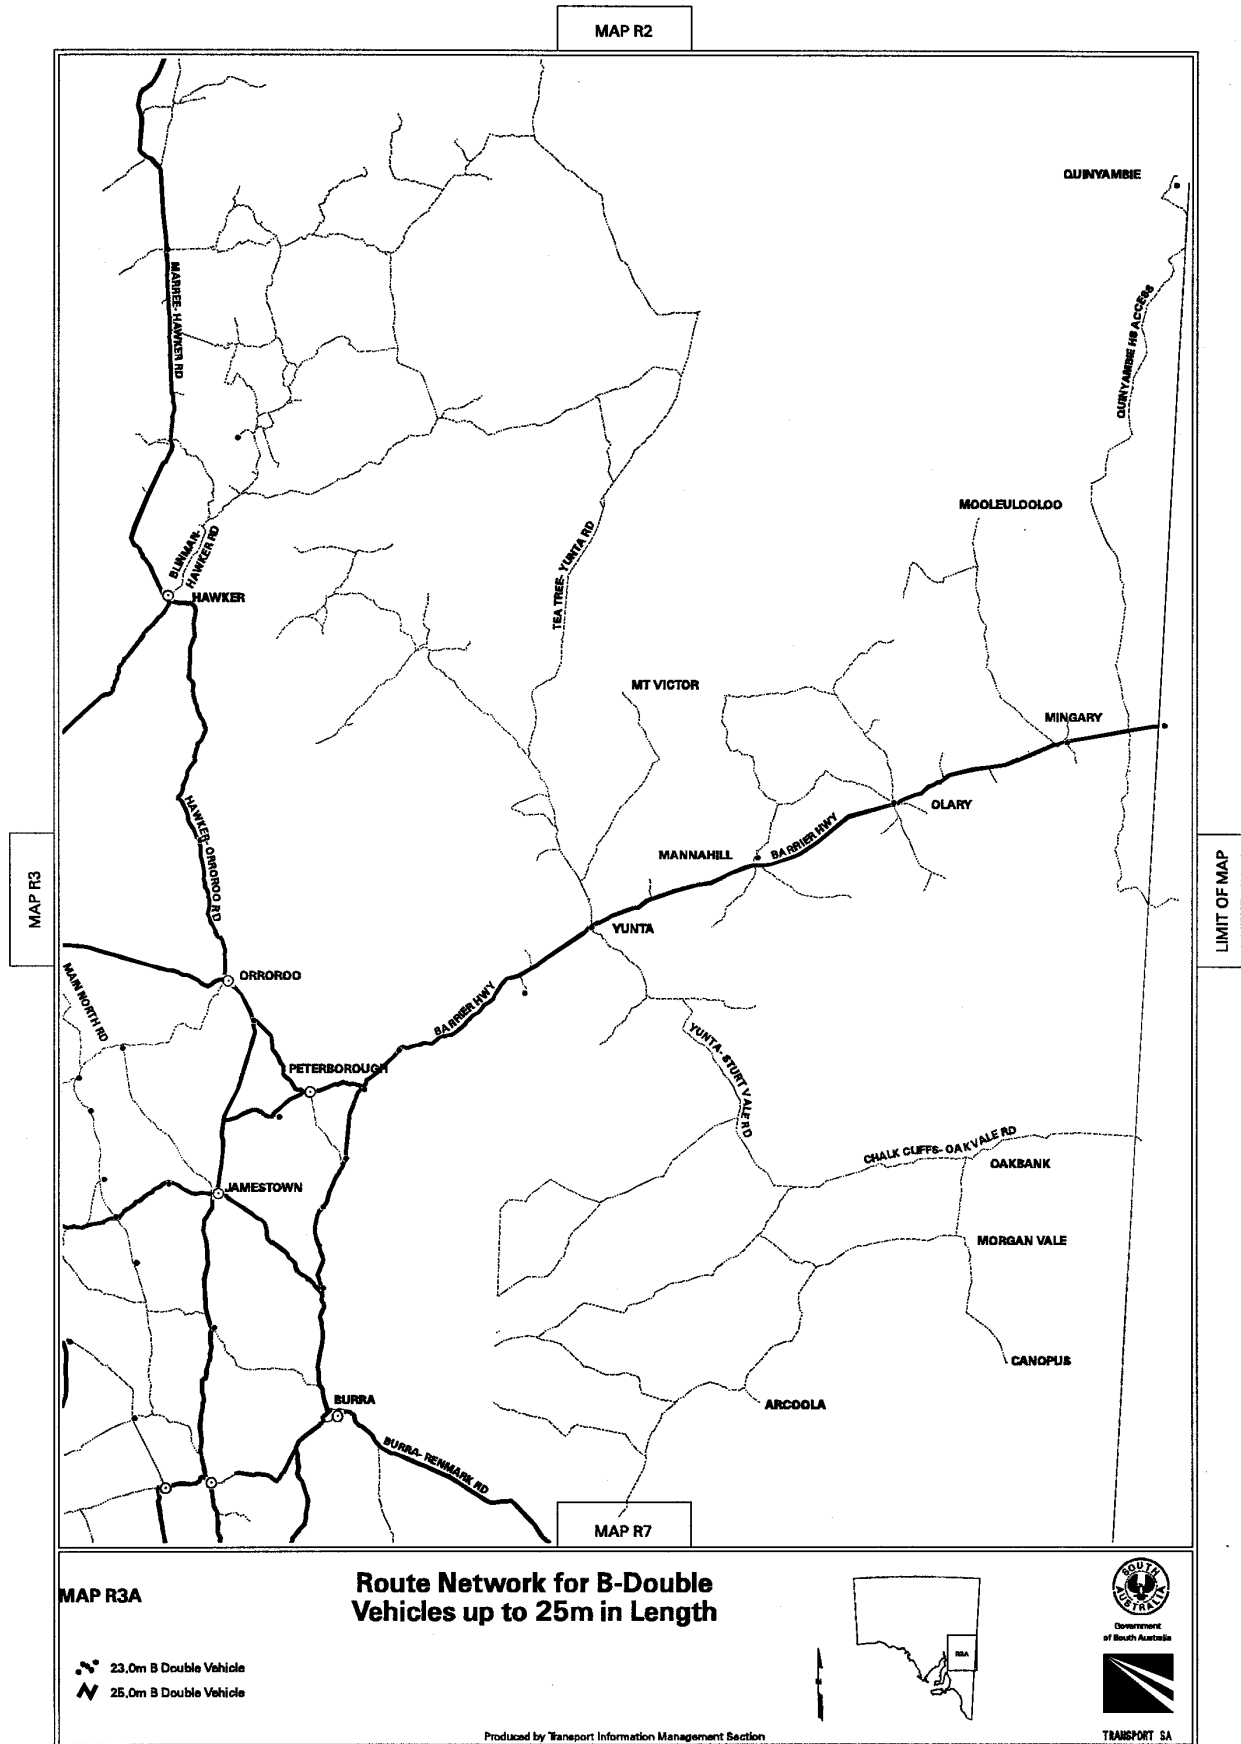 MAP R2
QUINYAMBIE
MARREE- HAWKER RD
QUINYAMBIE HS ACCESS
MOOLEULOOLOO
BLINMAN-
HAWKER RD
TEA TREE- YUNTA RD
HAWKER
MT VICTOR
MINGARY
HAWKER- ORROROO RD
OLARY
BARRIER HWY
MANNAHILL
MAP R3
LIMIT OF MAP
YUNTA
ORROROO
MAIN NORTH RD
BARRIER HWY
YUNTA- STURT VALE RD
PETERBOROUGH
CHALK CLIFFS- OAKVALE RD
OAKBANK
JAMESTOWN
MORGAN VALE
CANOPUS
BURRA
ARCOOLA
BURRA- RENMARK RD
MAP R7
MAP R3A
Route Network for B-Double
Vehicles up to 25m in Length
23.0m B Double Vehicle
25.0m B Double Vehicle
R3A
N
SOUTH
AUSTRALIA
Government
of South Australia
TRANSPORT SA
Produced by Transport Information Management Section